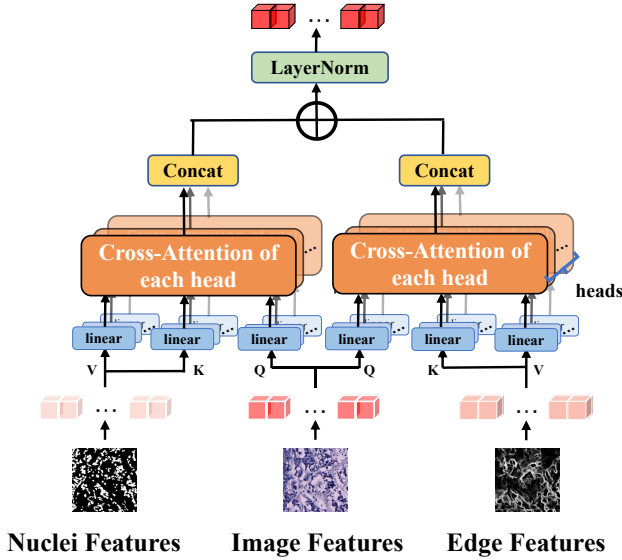 ...
LayerNorm
Concat
Concat
Cross-Attention of
each head
...
Cross-Attention of
each head
...
heads
linear
...
linear
...
linear
...
linear
...
linear
...
linear
...
V
K
Q
Q
K
V
...
...
...
Nuclei Features
Image Features
Edge Features